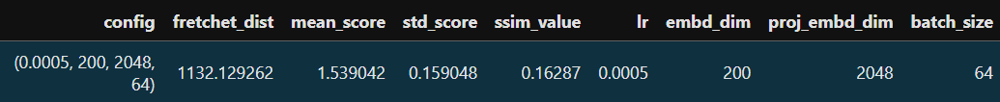 config fretchet_dist mean_score std_score ssim_value lr embd_dim proj_embd_dim batch_size
(0.0005, 200, 2048, 64) 1132.129262 1.539042 0.159048 0.16287 0.0005 200 2048 64